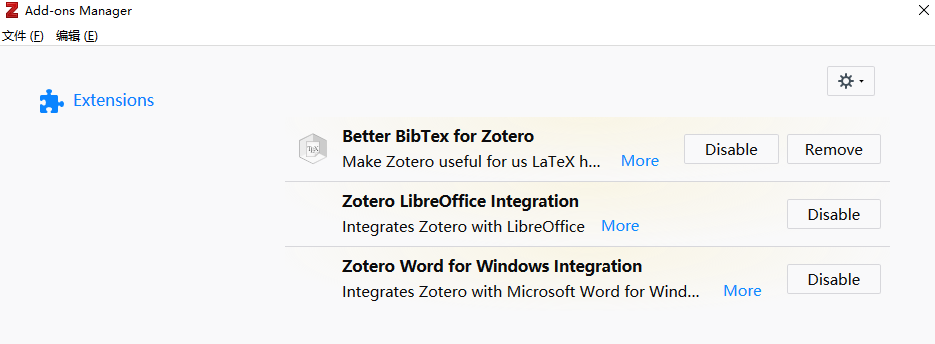 Add-ons Manager
文件 (F) 编辑 (E)
Extensions
Better BibTex for Zotero
Make Zotero useful for us LaTeX h... More Disable Remove
Zotero LibreOffice Integration
Integrates Zotero with LibreOffice More Disable
Zotero Word for Windows Integration
Integrates Zotero with Microsoft Word for Wind... More Disable